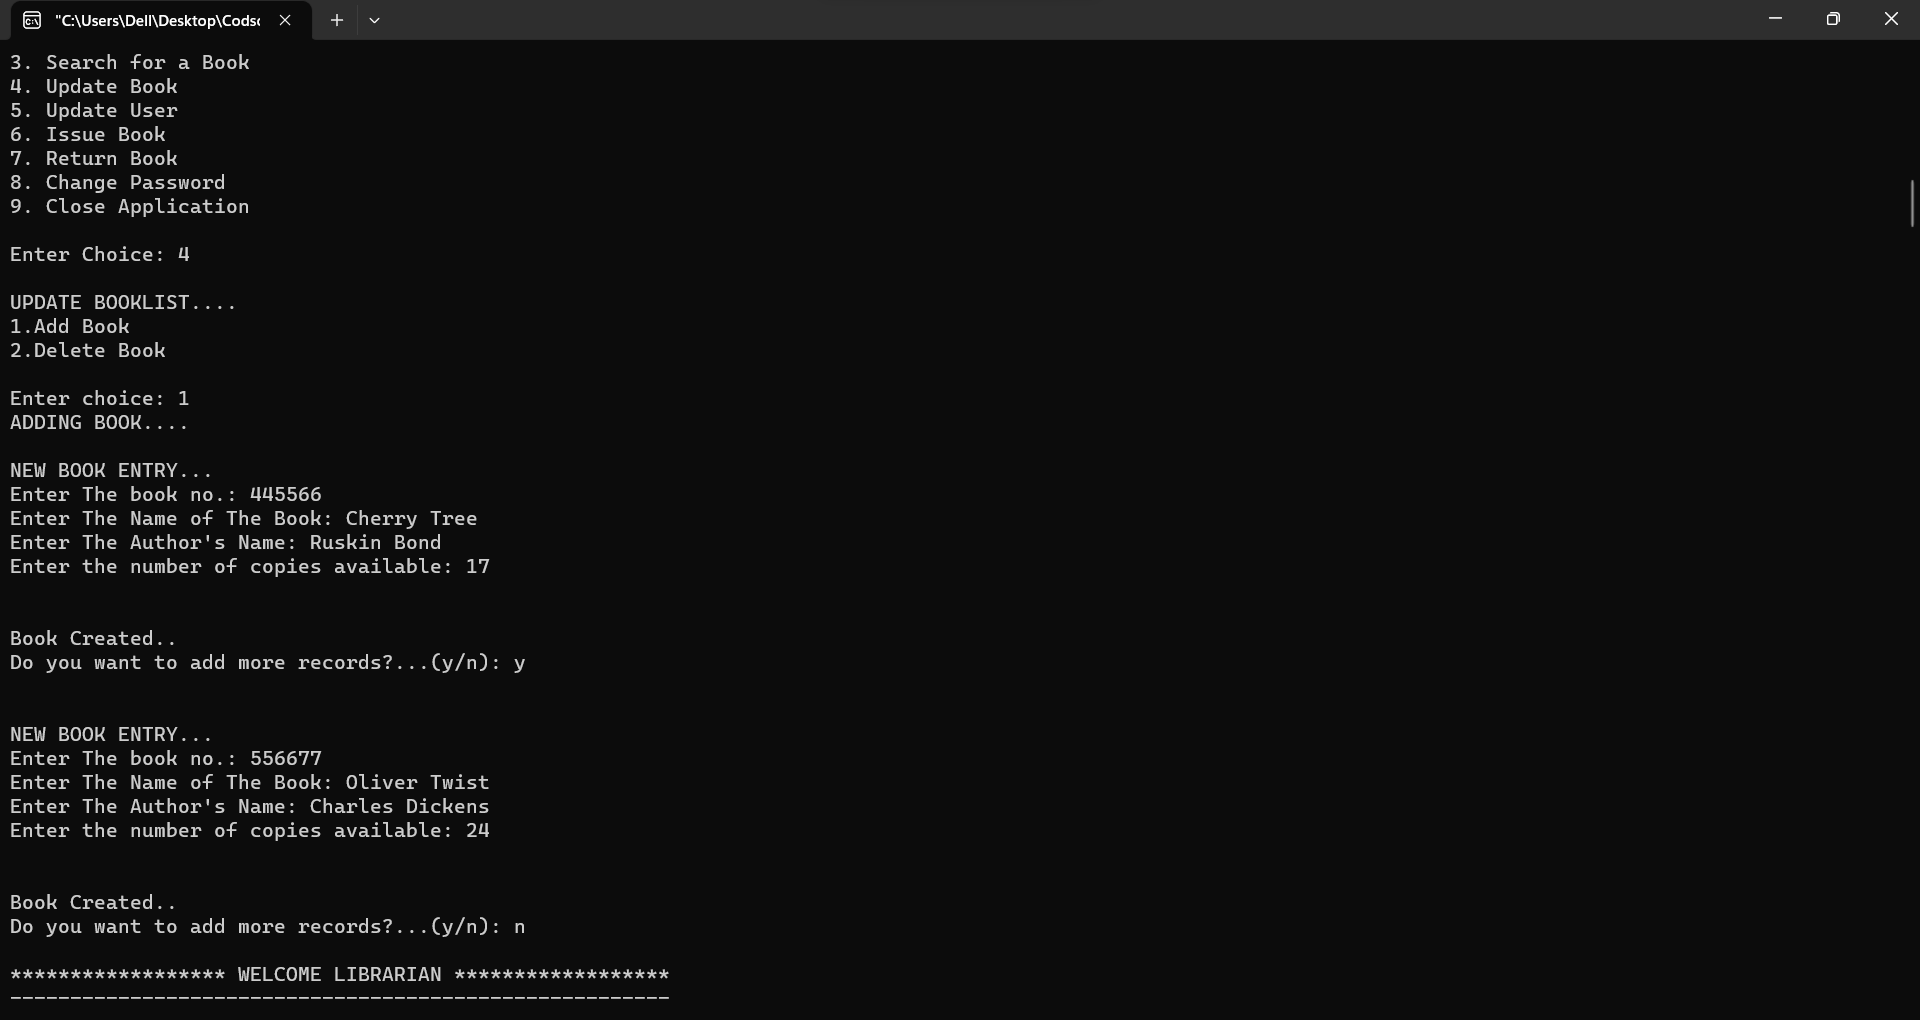 "C:\Users\Dell\Desktop\Codsc
3. Search for a Book
4. Update Book
5. Update User
6. Issue Book
7. Return Book
8. Change Password
9. Close Application
Enter Choice: 4
UPDATE BOOKLIST....
1.Add Book
2.Delete Book
Enter choice: 1
ADDING BOOK....
NEW BOOK ENTRY...
Enter The book no.: 445566
Enter The Name of The Book: Cherry Tree
Enter The Author's Name: Ruskin Bond
Enter the number of copies available: 17
Book Created..
Do you want to add more records?...(y/n): y
NEW BOOK ENTRY...
Enter The book no.: 556677
Enter The Name of The Book: Oliver Twist
Enter The Author's Name: Charles Dickens
Enter the number of copies available: 24
Book Created..
Do you want to add more records?...(y/n): n
****************** WELCOME LIBRARIAN ******************
-------------------------------------------------------